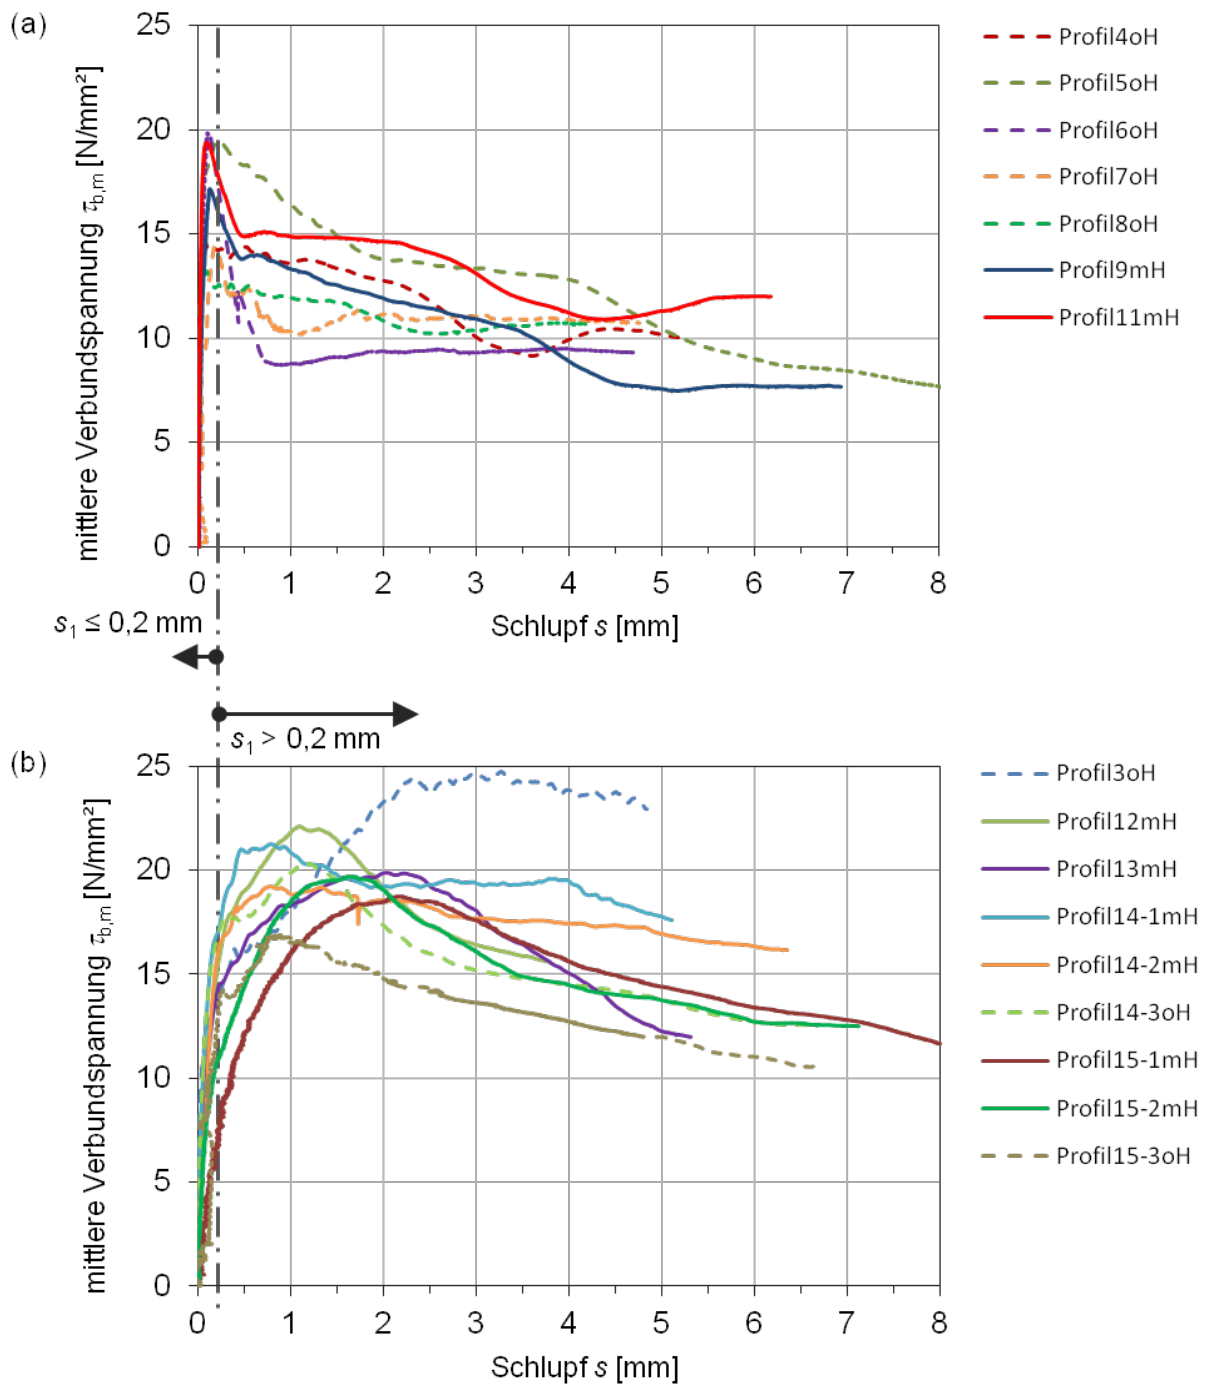 (a)
mittlere Verbundspannung τb,m [N/mm²]
25
20
15
10
5
0
0 1 2 3 4 5 6 7 8
Schlupf s [mm]
Profil4oH
Profil5oH
Profil6oH
Profil7oH
Profil8oH
Profil9mH
Profil11mH
s1 ≤ 0,2 mm
s1 > 0,2 mm
(b)
mittlere Verbundspannung τb,m [N/mm²]
25
20
15
10
5
0
0 1 2 3 4 5 6 7 8
Schlupf s [mm]
Profil3oH
Profil12mH
Profil13mH
Profil14-1mH
Profil14-2mH
Profil14-3oH
Profil15-1mH
Profil15-2mH
Profil15-3oH